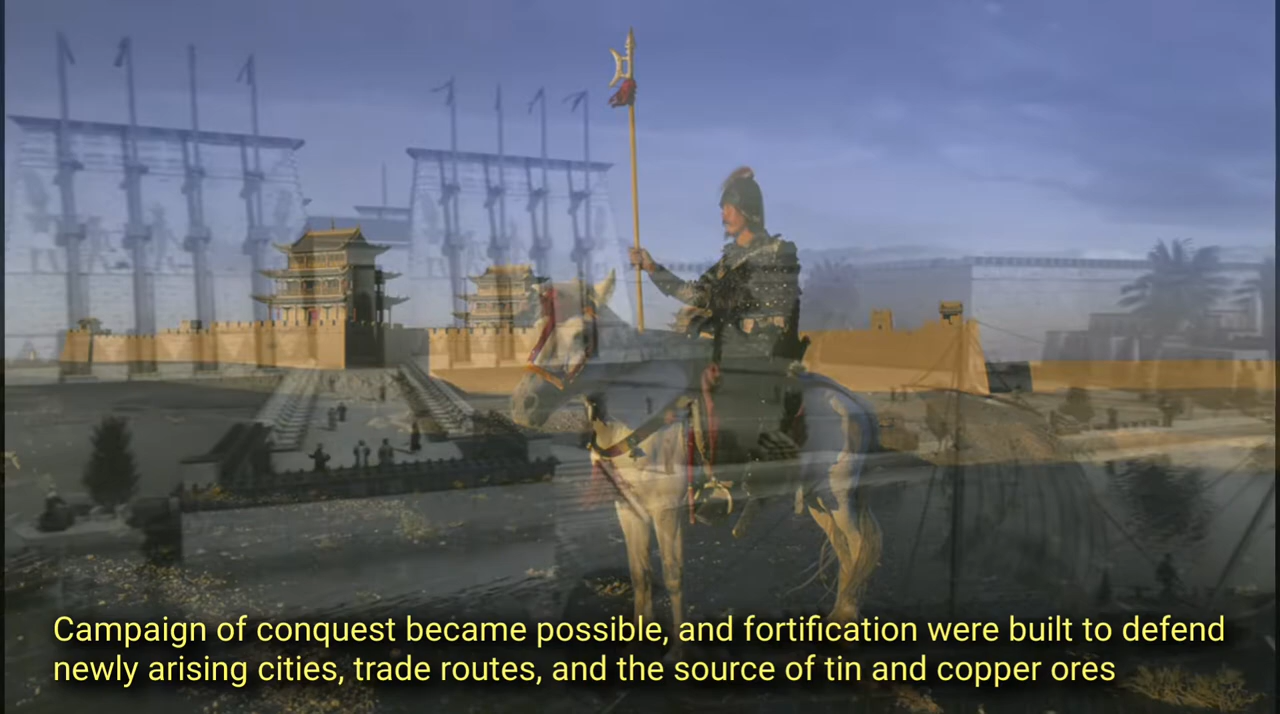 Campaign of conquest became possible, and fortification were built to defend
newly arising cities, trade routes, and the source of tin and copper ores